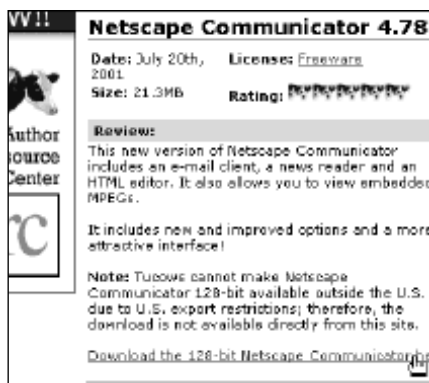 W!!
Netscape Communicator 4.78
Date: July 20th,
2001
License: Freeware
Size: 21.3MB
Rating:
Author
source
Center
rc
Review:
This new version of Netscape Communicator
includes an e-mail client, a news reader and an
HTML editor. It also allows you to view embedded
MPEGs.
It includes new and improved options and a more
attractive interface!
Note: Tucows cannot make Netscape
Communicator 128-bit available outside the U.S.
due to U.S. export restrictions; therefore, the
download is not available directly from this site.
Download the 128-bit Netscape Communicator